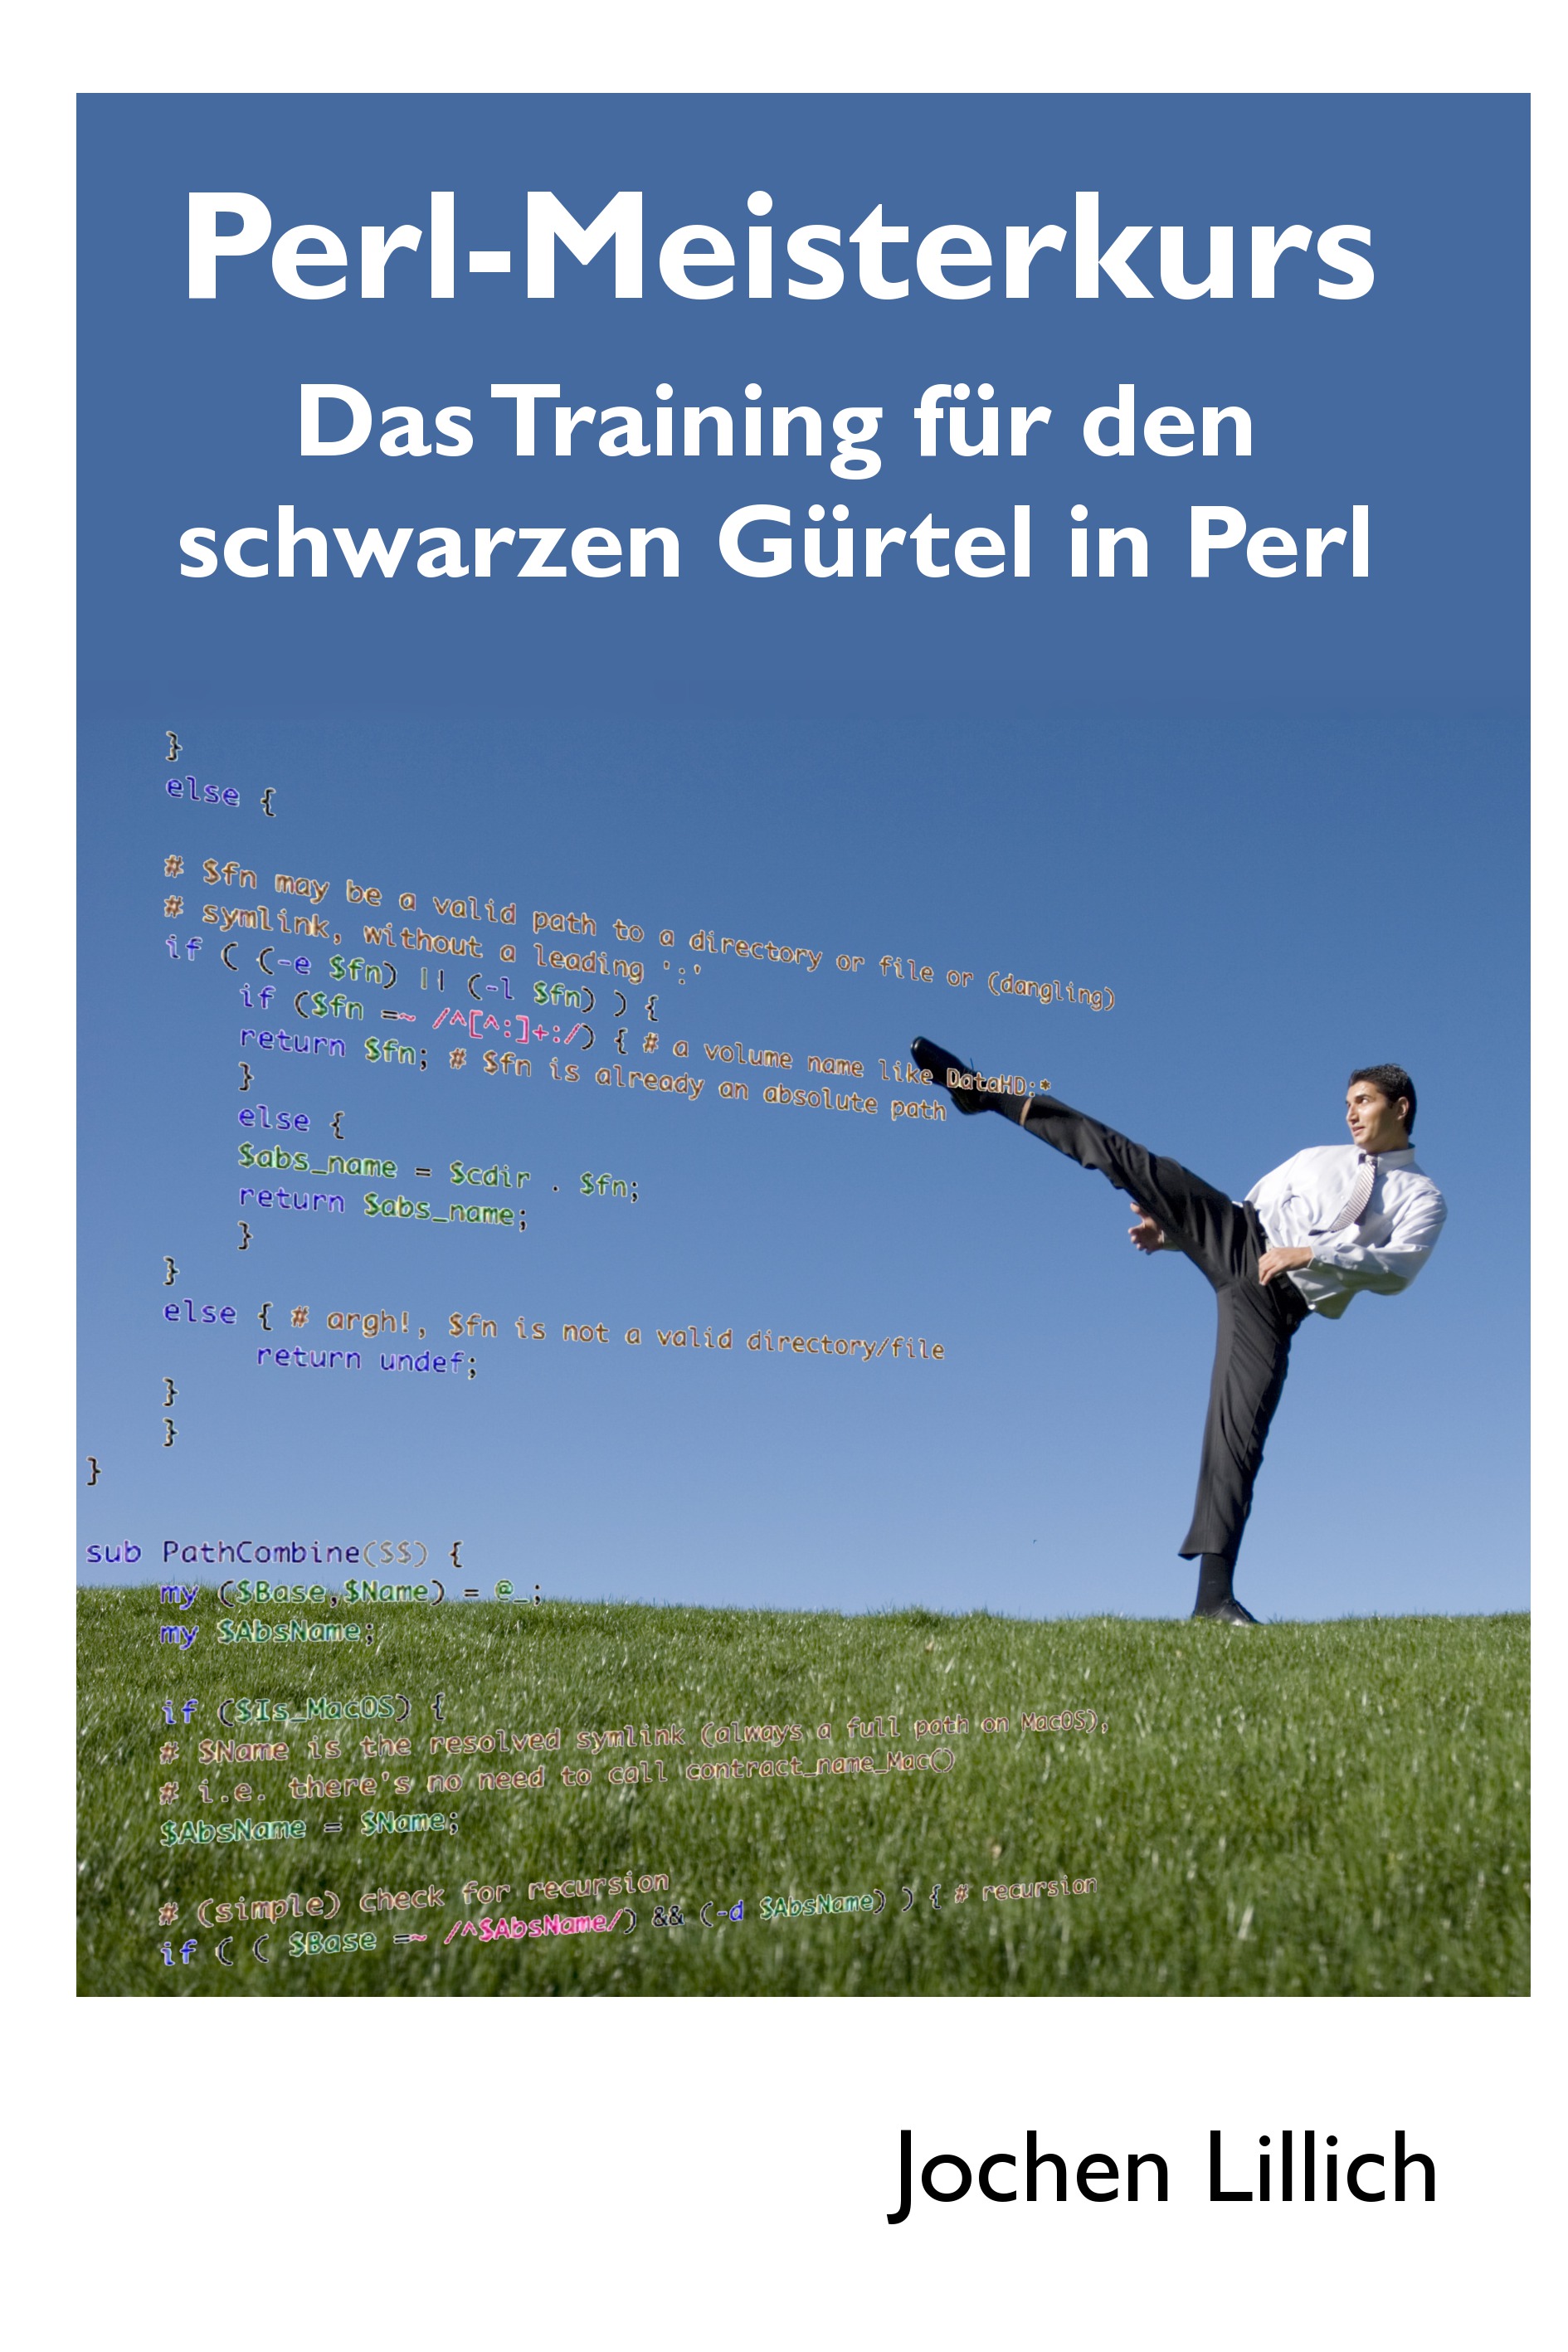 Perl-Meisterkurs
Das Training für den
schwarzen Gürtel in Perl
}
else {
# $fn may be a valid path to a directory or file or (dangling)
# symlink, without a leading ':'
if ( (-e $fn) || (-l $fn) ) {
if ($fn =~ /^[^:]+:/) { # a volume name like DataHD:*
return $fn; # $fn is already an absolute path
}
else {
$abs_name = $cdir . $fn;
return $abs_name;
}
}
else { # argh!, $fn is not a valid directory/file
return undef;
}
}
}
sub PathCombine($$) {
my ($Base,$Name) = @_;
my $AbsName;
if ($Is_MacOS) {
# $Name is the resolved symlink (always a full path on MacOS),
# i.e. there's no need to call contract_name_Mac()
$AbsName = $Name;
# (simple) check for recursion
if ( ( $Base =~ /^$AbsName/) && (-d $AbsName) ) { # recursion
Jochen Lillich